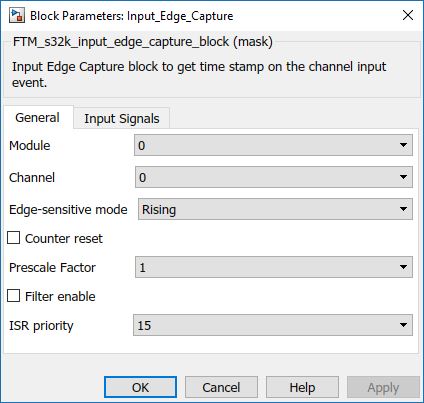 Block Parameters: Input_Edge_Capture
FTM_s32k_input_edge_capture_block (mask)
Input Edge Capture block to get time stamp on the channel input
event.
General Input Signals
Module 0
Channel 0
Edge-sensitive mode Rising
Counter reset
Prescale Factor 1
Filter enable
ISR priority 15
OK Cancel Help Apply